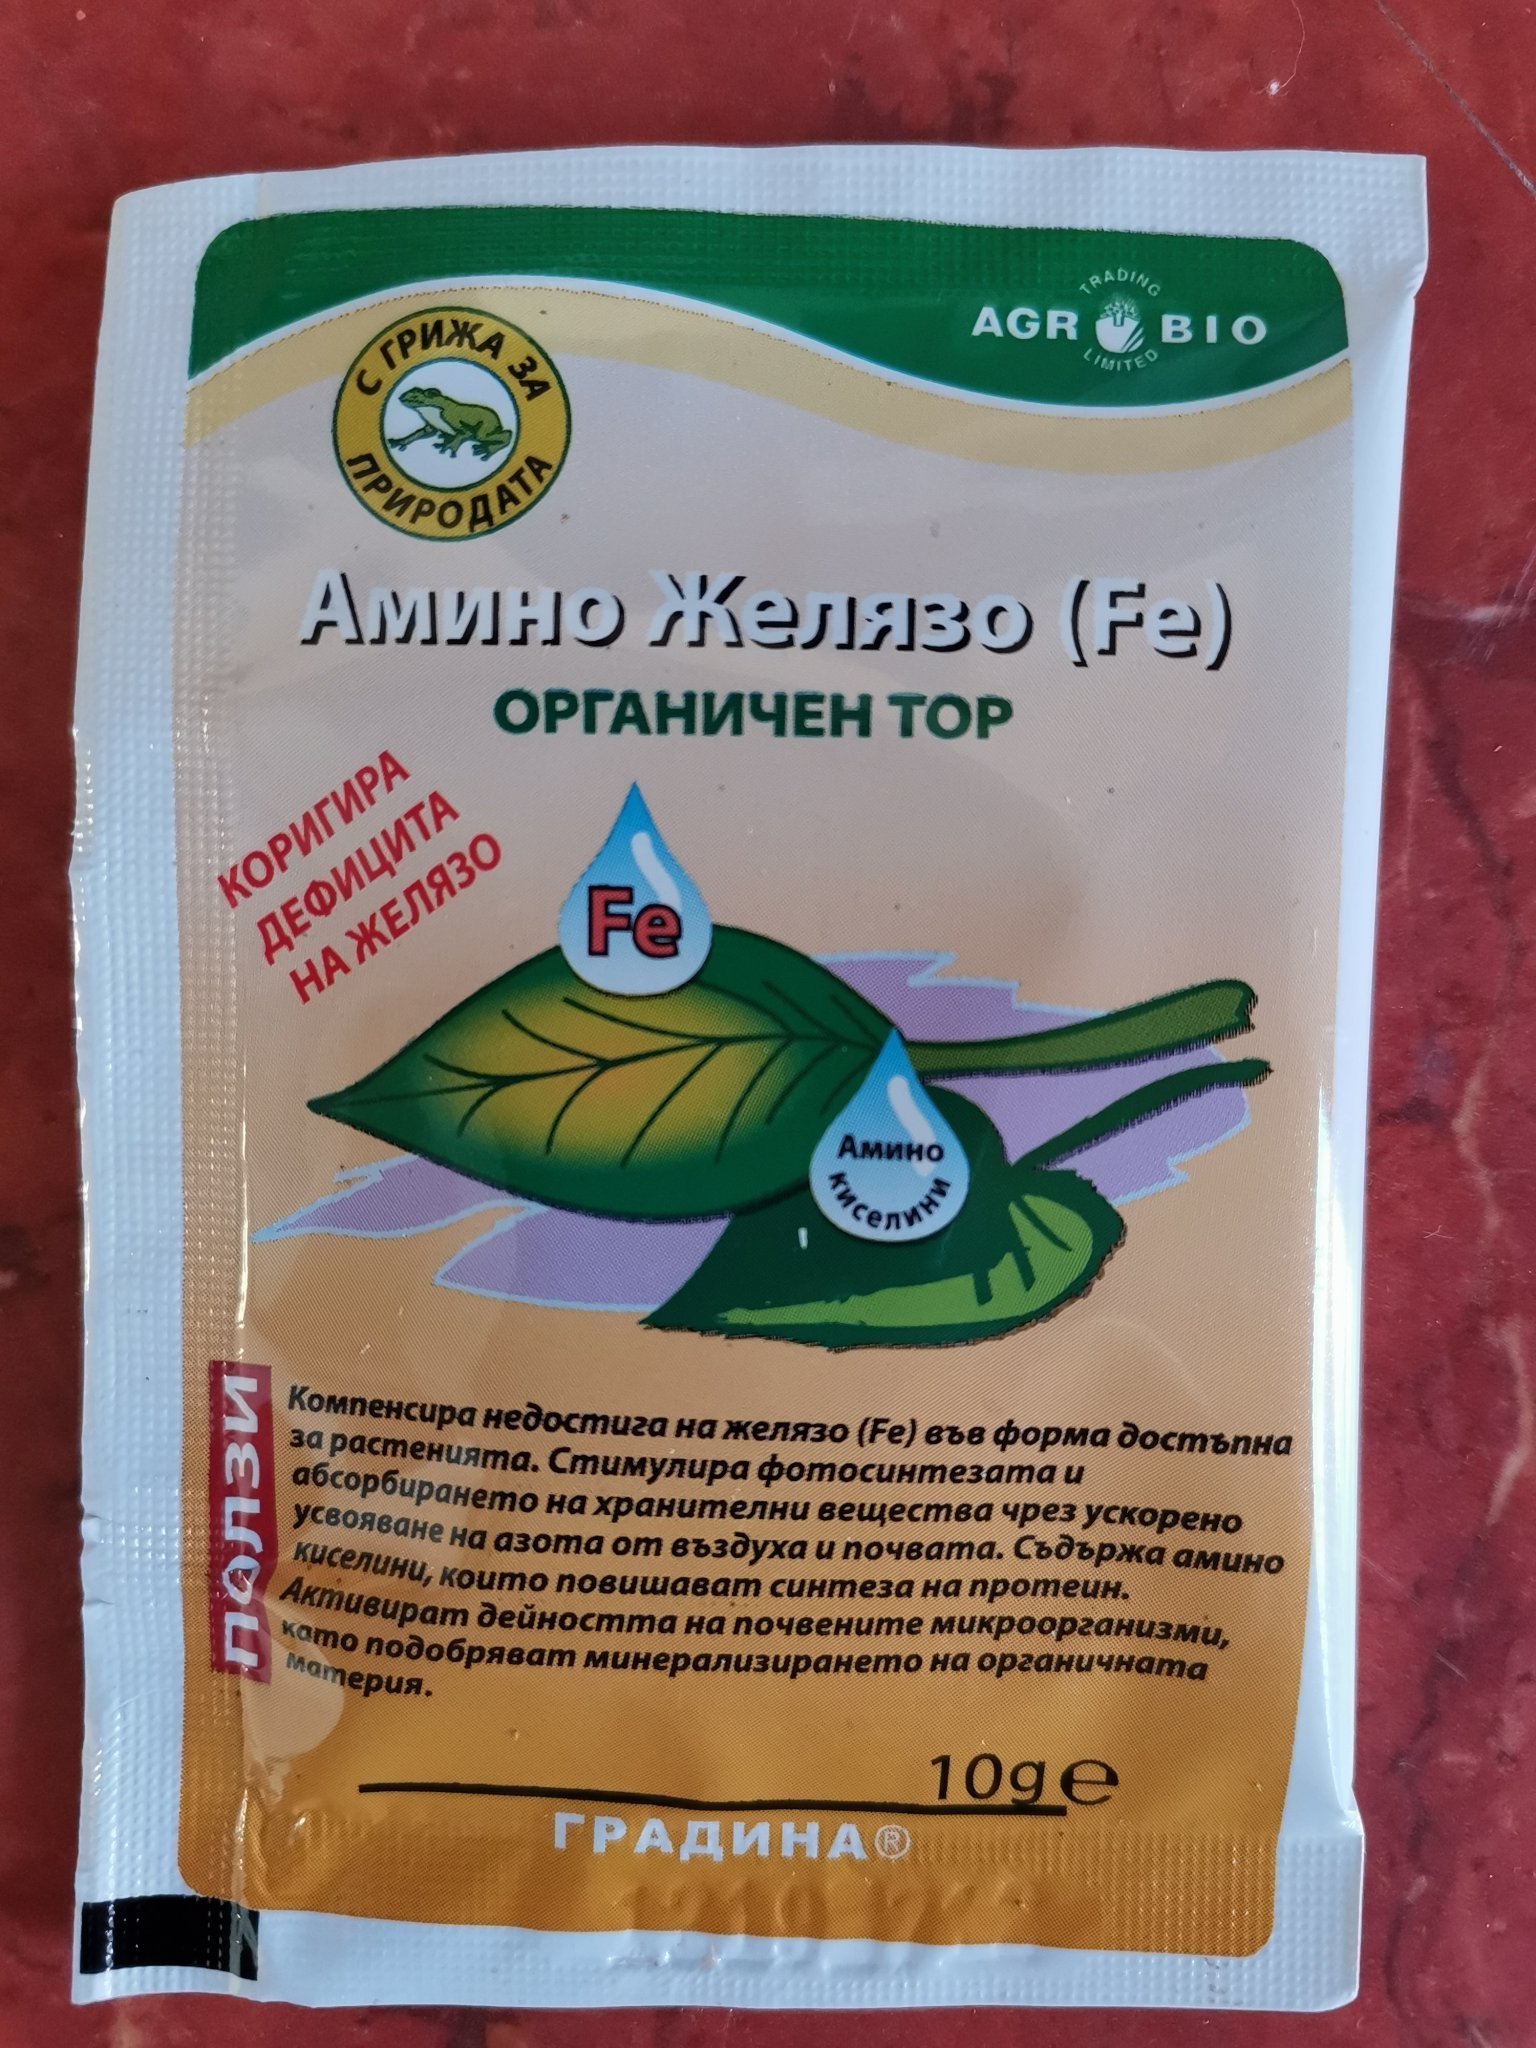 TRADING
AGR BIO
LIMITED
С ГРИЖА ЗА
ПРИРОДАТА
Амино Желязо (Fe)
ОРГАНИЧЕН ТОР
КОРИГИРА
ДЕФИЦИТА
НА ЖЕЛЯЗО
Fe
Амино
киселини
ПОЛЗИ
Компенсира недостига на желязо (Fe) във форма достъпна
за растенията. Стимулира фотосинтезата и
абсорбирането на хранителни вещества чрез ускорено
усвояване на азота от въздуха и почвата. Съдържа амино
киселини, които повишават синтеза на протеин.
Активират дейността на почвените микроорганизми,
като подобряват минерализирането на органичната
материя.
10g℮
ГРАДИНА®